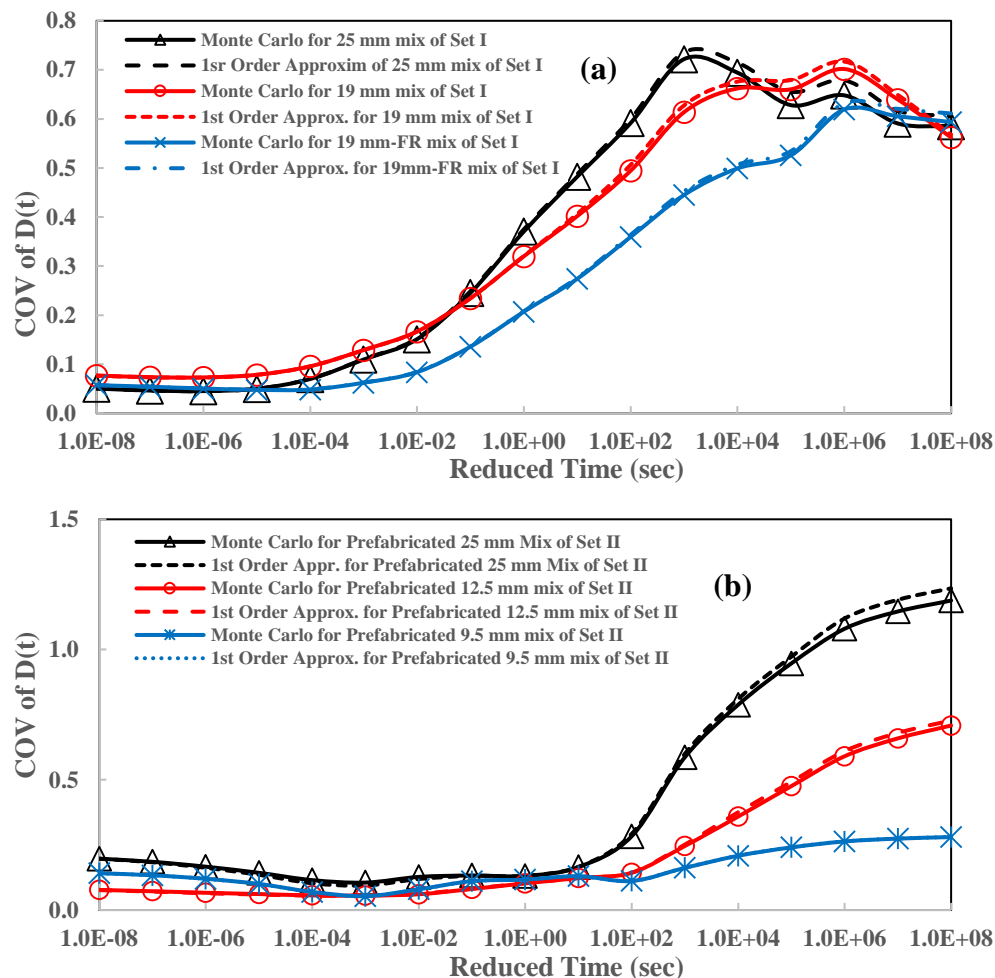 0.8
0.7
0.6
0.5
0.4
0.3
0.2
0.1
0.0
COV of D(t)
Monte Carlo for 25 mm mix of Set I
1sr Order Approxim of 25 mm mix of Set I
Monte Carlo for 19 mm mix of Set I
1st Order Approx. for 19 mm mix of Set I
Monte Carlo for 19 mm-FR mix of Set I
1st Order Approx. for 19mm-FR mix of Set I
(a)
1.0E-08 1.0E-06 1.0E-04 1.0E-02 1.0E+00 1.0E+02 1.0E+04 1.0E+06 1.0E+08
Reduced Time (sec)
1.5
1.0
0.5
0.0
COV of D(t)
Monte Carlo for Prefabricated 25 mm Mix of Set II
1st Order Appr. for Prefabricated 25 mm Mix of Set II
Monte Carlo for Prefabricated 12.5 mm mix of Set II
1st Order Approx. for Prefabricated 12.5 mm mix of Set II
Monte Carlo for Prefabricated 9.5 mm mix of Set II
1st Order Approx. for Prefabricated 9.5 mm mix of Set II
(b)
1.0E-08 1.0E-06 1.0E-04 1.0E-02 1.0E+00 1.0E+02 1.0E+04 1.0E+06 1.0E+08
Reduced Time (sec)